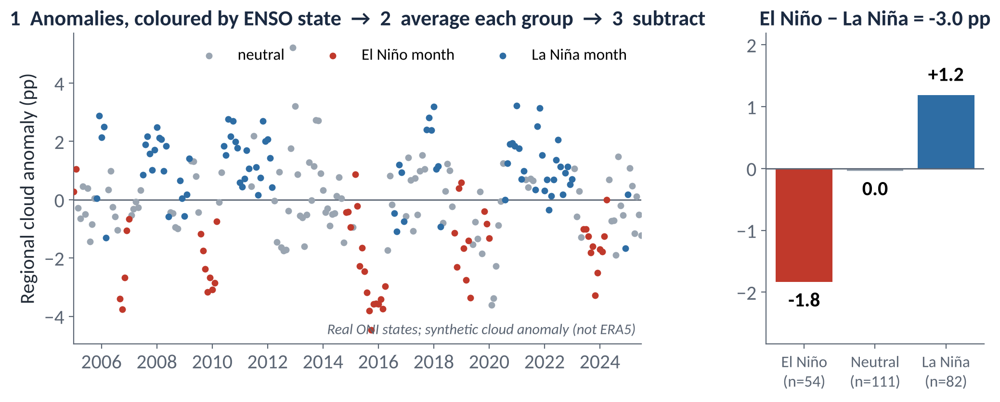 1 Anomalies, coloured by ENSO state → 2 average each group → 3 subtract
neutral
El Niño month
La Niña month
Regional cloud anomaly (pp)
4
2
0
−2
−4
Real ONI states; synthetic cloud anomaly (not ERA5)
2006 2008 2010 2012 2014 2016 2018 2020 2022 2024
El Niño − La Niña = -3.0 pp
2
1
0
−1
−2
+1.2
0.0
-1.8
El Niño
(n=54)
Neutral
(n=111)
La Niña
(n=82)